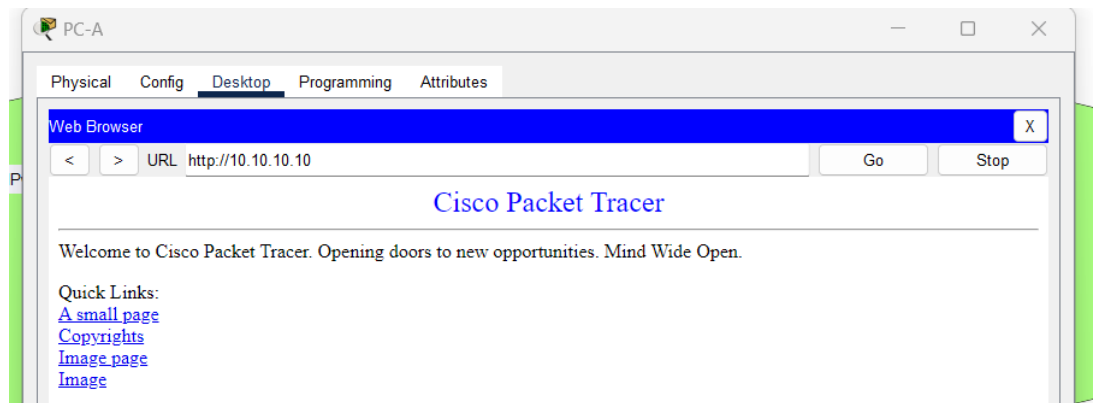 PC-A
Physical Config Desktop Programming Attributes
Web Browser X
< > URL http://10.10.10.10 Go Stop
P
Cisco Packet Tracer
Welcome to Cisco Packet Tracer. Opening doors to new opportunities. Mind Wide Open.
Quick Links:
A small page
Copyrights
Image page
Image